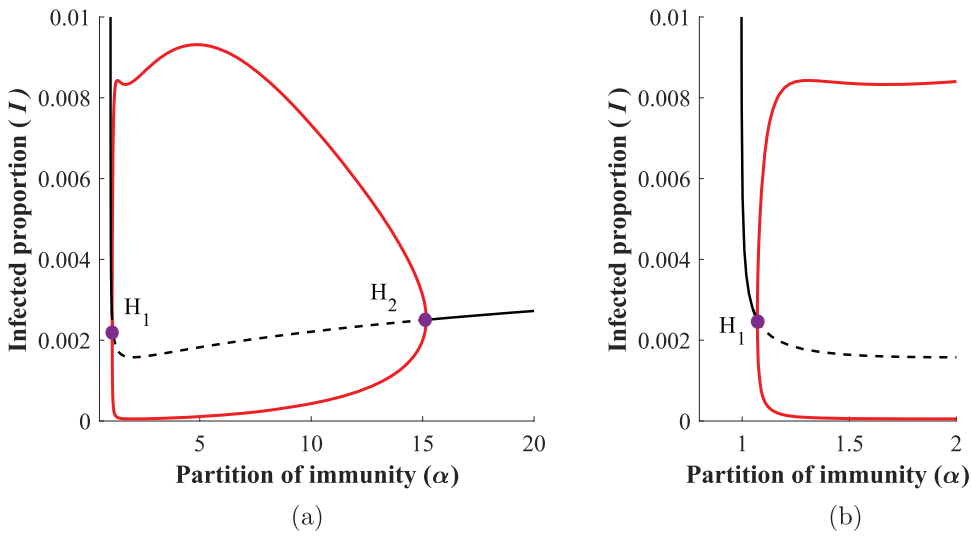 0.01
0.008
0.006
0.004
0.002
0
Infected proportion ( I )
H1
H2
5
10
15
20
Partition of immunity (α)
(a)
0.01
0.008
0.006
0.004
0.002
0
Infected proportion ( I )
H1
1
1.5
2
Partition of immunity (α)
(b)